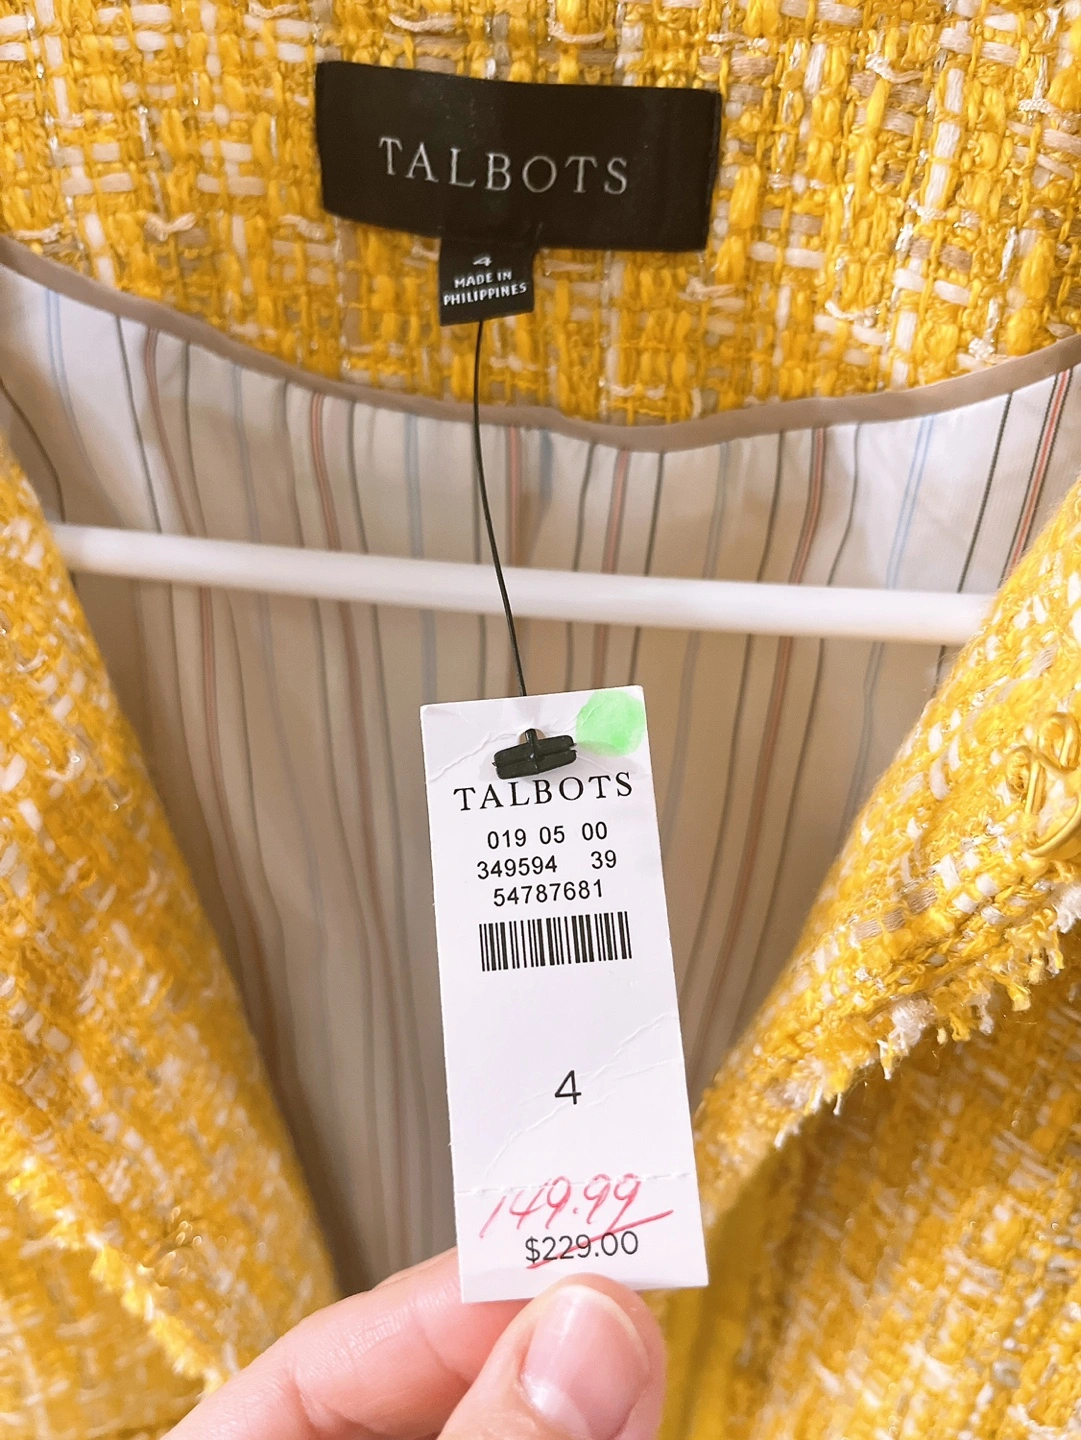 TALBOTS
4
MADE IN
PHILIPPINES
TALBOTS
019 05 00
349594 39
54787681
4
149.99
$229.00